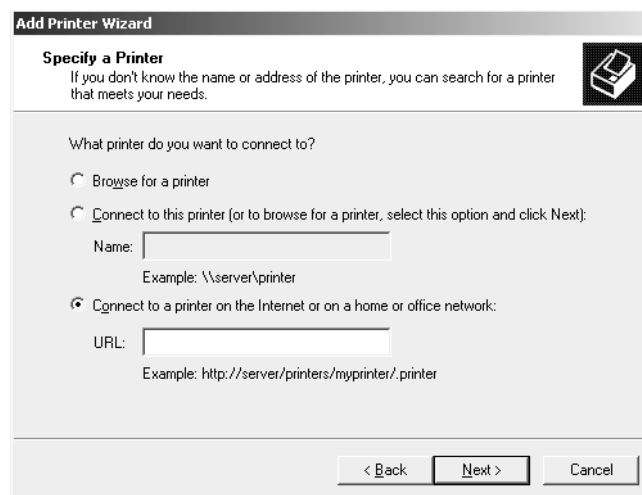 Add Printer Wizard
Specify a Printer
If you don't know the name or address of the printer, you can search for a printer
that meets your needs.
What printer do you want to connect to?
Browse for a printer
Connect to this printer (or to browse for a printer, select this option and click Next):
Name:
Example: \\server\printer
Connect to a printer on the Internet or on a home or office network:
URL:
Example: http://server/printers/myprinter/.printer
< Back Next > Cancel